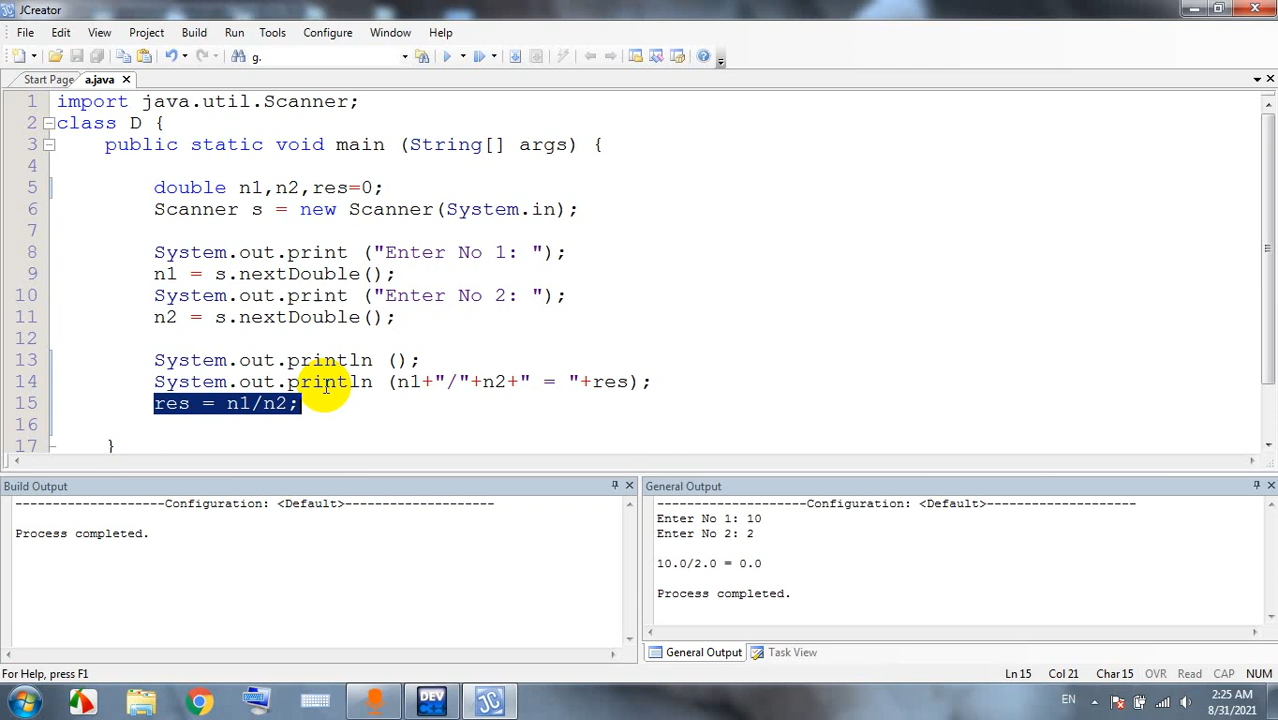 JCreator
File Edit View Project Build Run Tools Configure Window Help
g.
Start Page a.java
1 import java.util.Scanner;
2 class D {
3 public static void main (String[] args) {
4
5 double n1,n2,res=0;
6 Scanner s = new Scanner(System.in);
7
8 System.out.print ("Enter No 1: ");
9 n1 = s.nextDouble();
10 System.out.print ("Enter No 2: ");
11 n2 = s.nextDouble();
12
13 System.out.println ();
14 System.out.println (n1+"/"+n2+" = "+res);
15 res = n1/n2;
16
17 }
Build Output
--------------------Configuration: <Default>--------------------
Process completed.
General Output
--------------------Configuration: <Default>--------------------
Enter No 1: 10
Enter No 2: 2
10.0/2.0 = 0.0
Process completed.
General Output Task View
For Help, press F1
Ln 15 Col 21 Char 15 OVR Read CAP NUM
DEV
JC
EN
2:25 AM
8/31/2021